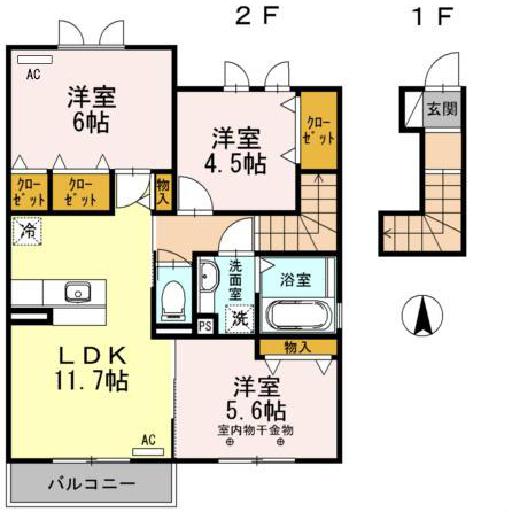 2F
1F
AC
洋室
6帖
洋室
4.5帖
クロー
ゼット
玄関
クロー
ゼット
クロー
ゼット
物入
冷
洗面室
浴室
PS
洗
LDK
11.7帖
物入
洋室
5.6帖
室内物干金物
AC
バルコニー